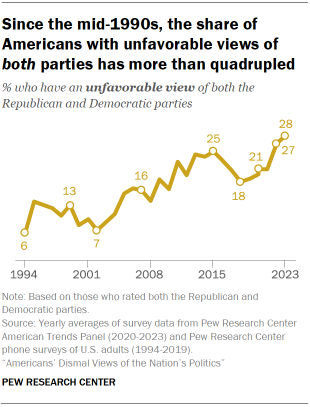 Since the mid-1990s, the share of
Americans with unfavorable views of
both parties has more than quadrupled
% who have an unfavorable view of both the
Republican and Democratic parties
28
25
27
21
16
18
13
7
6
1994 2001 2008 2015 2023
Note: Based on those who rated both the Republican and
Democratic parties.
Source: Yearly averages of survey data from Pew Research Center
American Trends Panel (2020-2023) and Pew Research Center
phone surveys of U.S. adults (1994-2019).
“Americans’ Dismal Views of the Nation’s Politics”
PEW RESEARCH CENTER